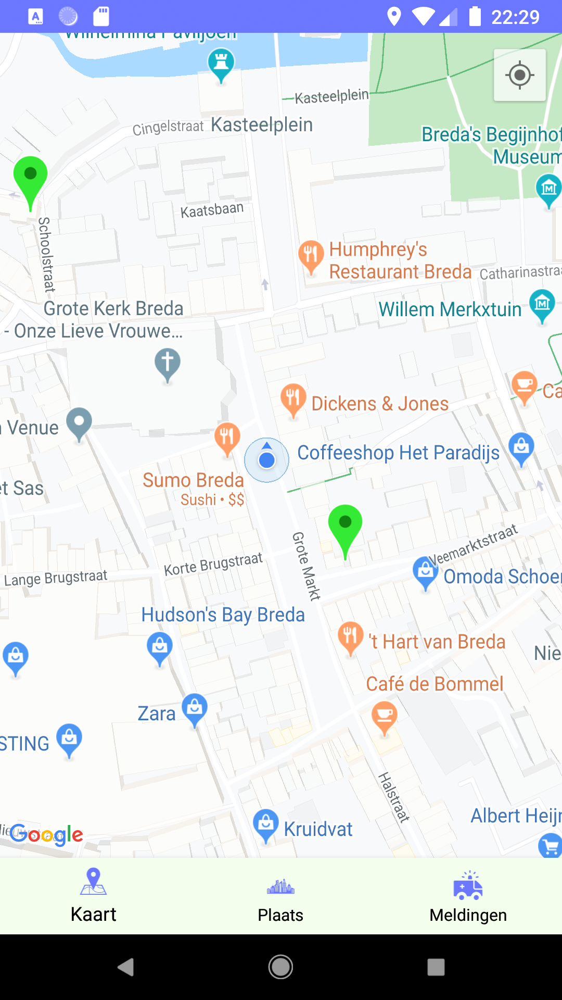 22:29
Wilhelmina Paviljoen
Kasteelplein
Cingelstraat
Kasteelplein
Breda's Begijnhof
Museum
Kaatsbaan
Schoolstraat
Humphrey's
Restaurant Breda
Catharinastraa
Grote Kerk Breda
- Onze Lieve Vrouwe...
Willem Merkxtuin
Dickens & Jones
Ca
Venue
Coffeeshop Het Paradijs
Sumo Breda
Sushi • $$
et Sas
Grote Markt
Veemarktstraat
Korte Brugstraat
Lange Brugstraat
Omoda Schoen
Hudson's Bay Breda
't Hart van Breda
Nie
Café de Bommel
Zara
STING
Halstraat
Albert Heijn
Kruidvat
Google
Kaart
Plaats
Meldingen